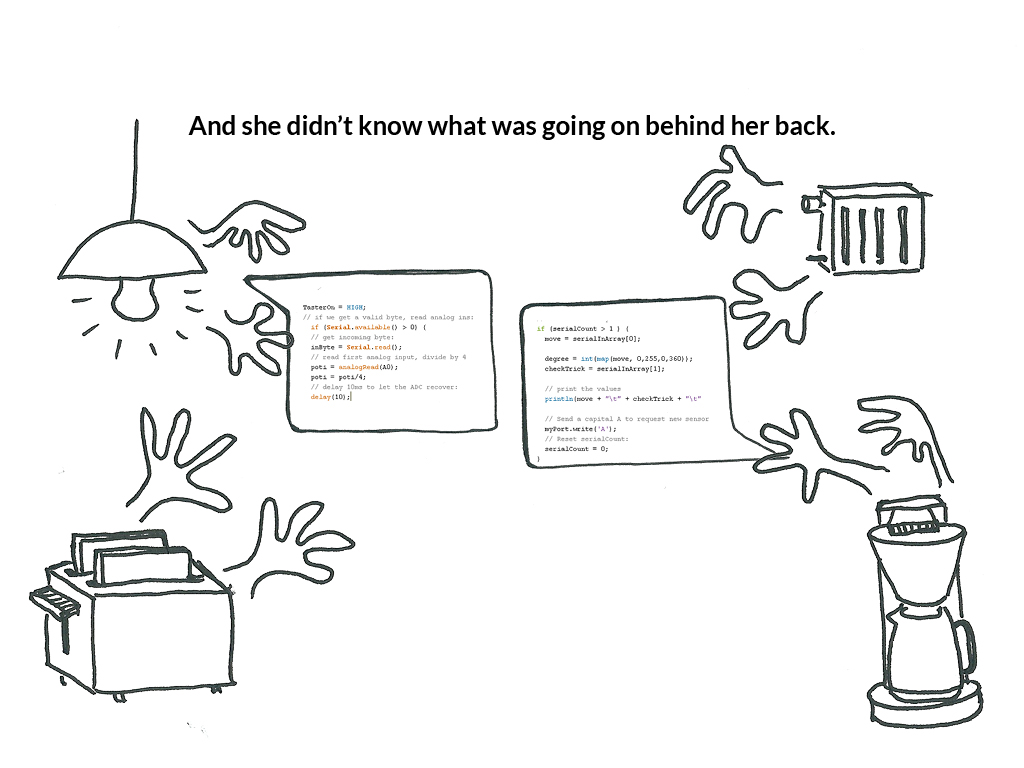 And she didn't know what was going on behind her back.
TasterOn = HIGH;
// if we get a valid byte, read analog ins:
if (Serial.available() > 0) {
// get incoming byte:
inByte = Serial.read();
// read first analog input, divide by 4
poti = analogRead(A0);
poti = poti/4;
// delay 10ms to let the ADC recover:
delay(10);
if (serialCount > 1 ) {
move = serialInArray[0];
degree = int(map(move, 0,255,0,360));
checkTrick = serialInArray[1];
// print the values
println(move + "\t" + checkTrick + "\t"
// Send a capital A to request new sensor
myPort.write('A');
// Reset serialCount:
serialCount = 0;
}